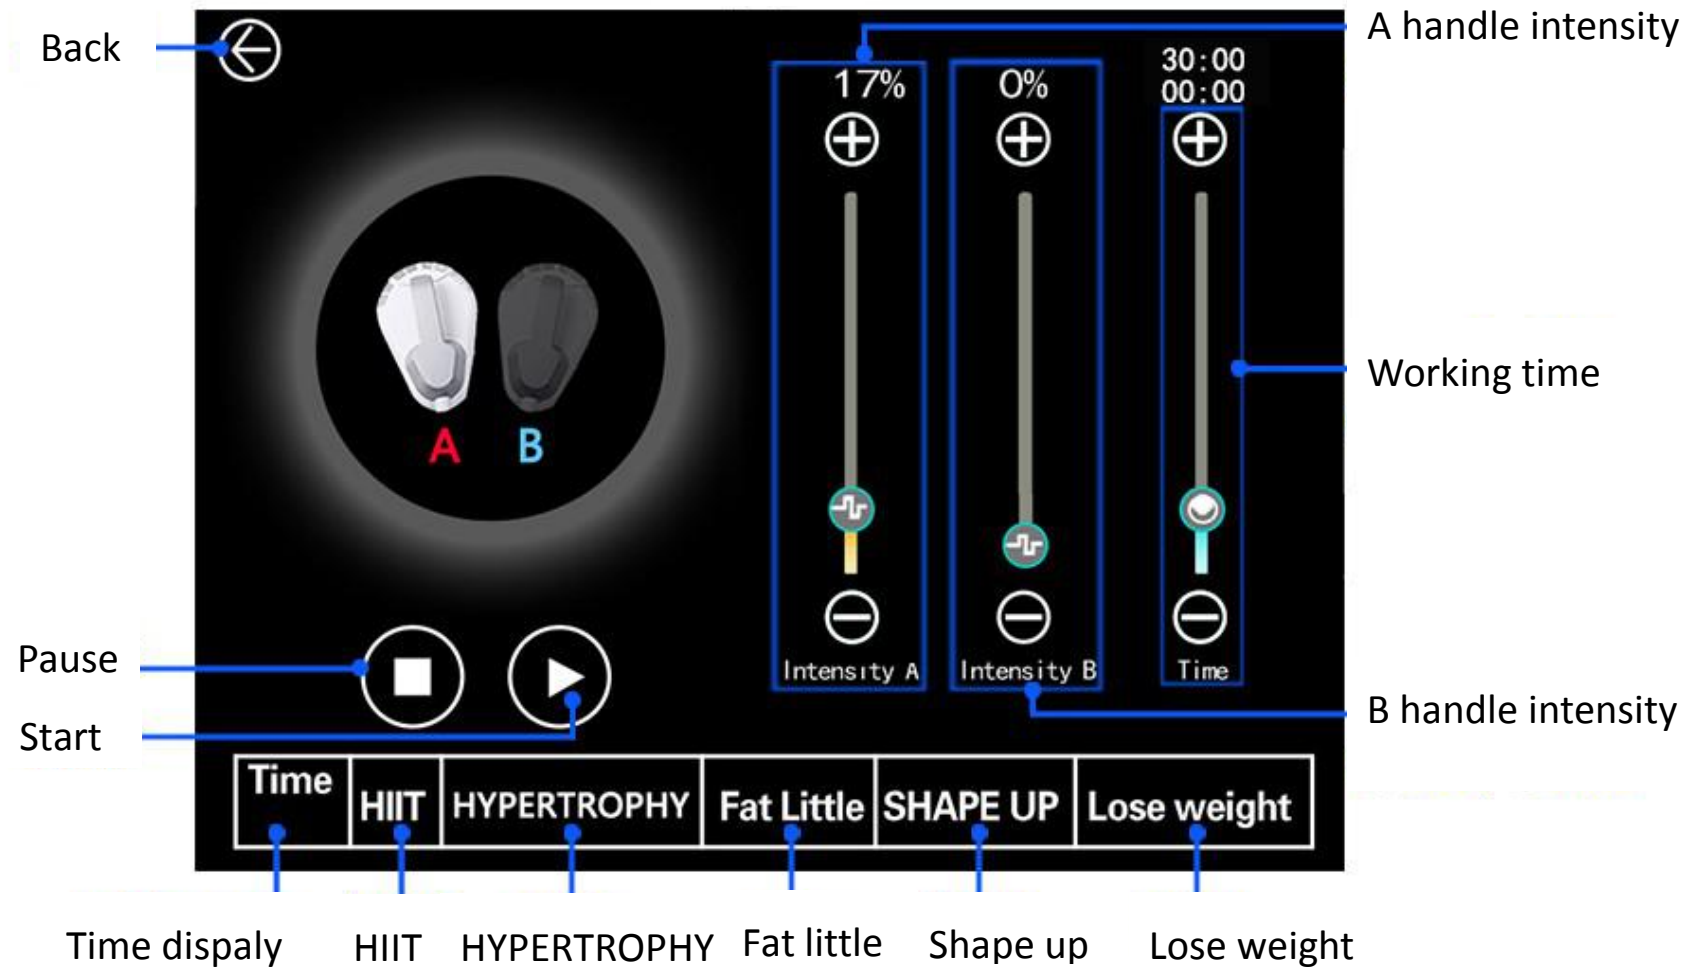 Back
A handle intensity
17%
0%
30:00
00:00
A
B
Working time
Pause
Start
Intensity A
Intensity B
Time
B handle intensity
Time
HIIT
HYPERTROPHY
Fat Little
SHAPE UP
Lose weight
Time dispaly
HIIT
HYPERTROPHY
Fat little
Shape up
Lose weight